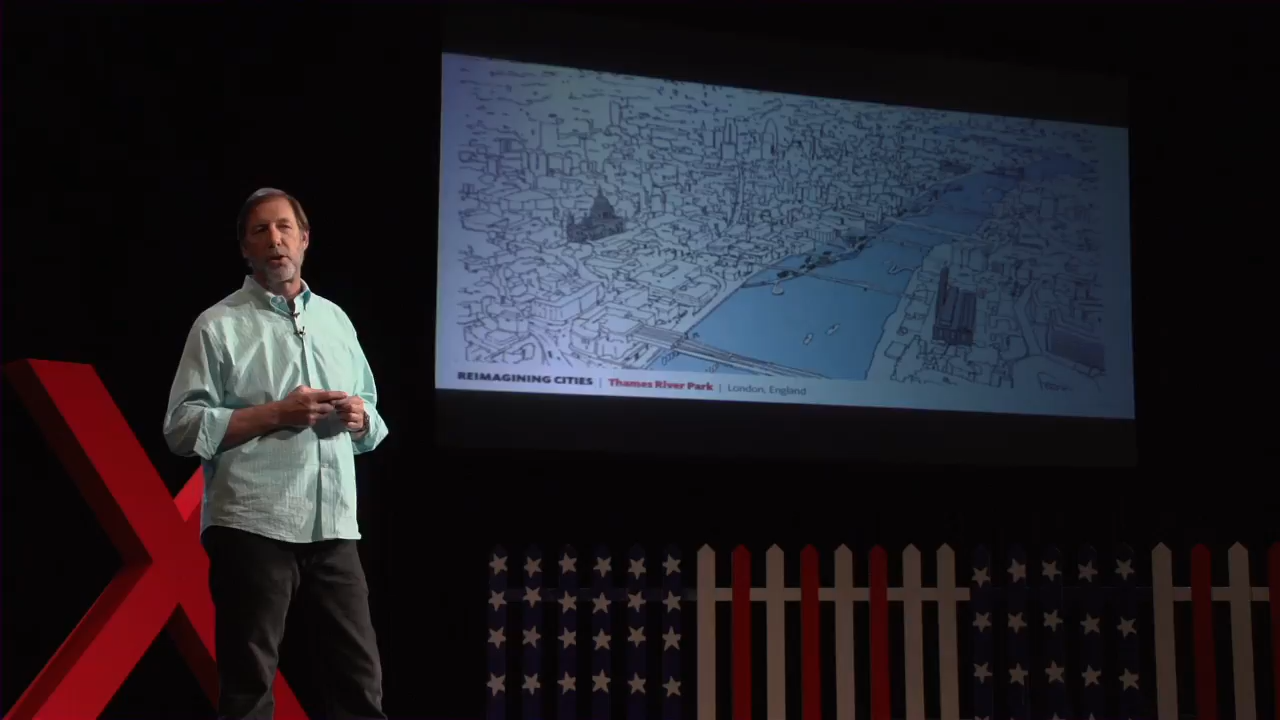 REIMAGINING CITIES | Thames River Park | London, England
X